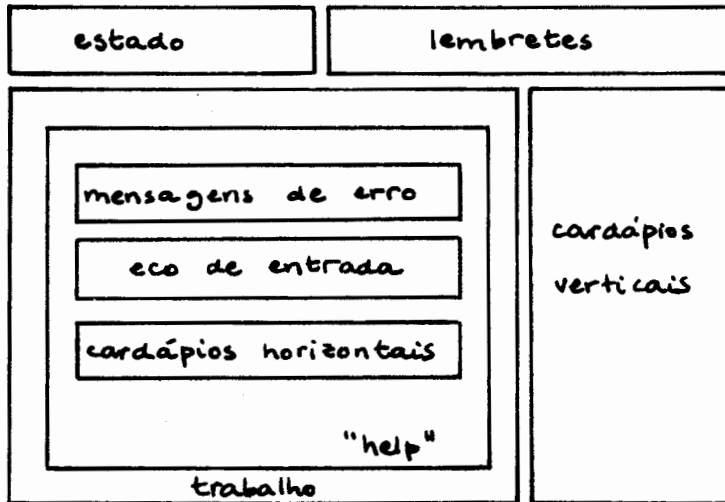 estado
lembretes
mensagens de erro
eco de entrada
cardápios horizontais
"help"
trabalho
cardápios
verticais